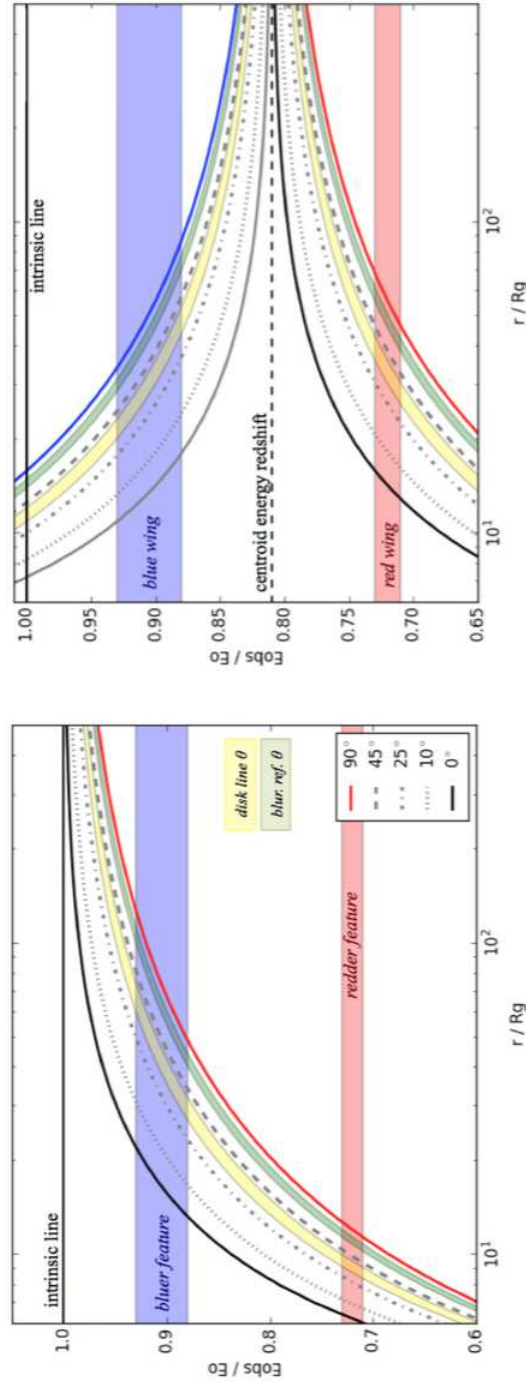 intrinsic line
bluer feature
disk line θ
blur. ref. θ
redder feature
90°
45°
25°
10°
0°
1.0
0.9
0.8
0.7
0.6
Eobs / Eo
10¹
10²
r / Rg
intrinsic line
blue wing
centroid energy redshift
red wing
1.00
0.95
0.90
0.85
0.80
0.75
0.70
0.65
Eobs / Eo
10¹
10²
r / Rg